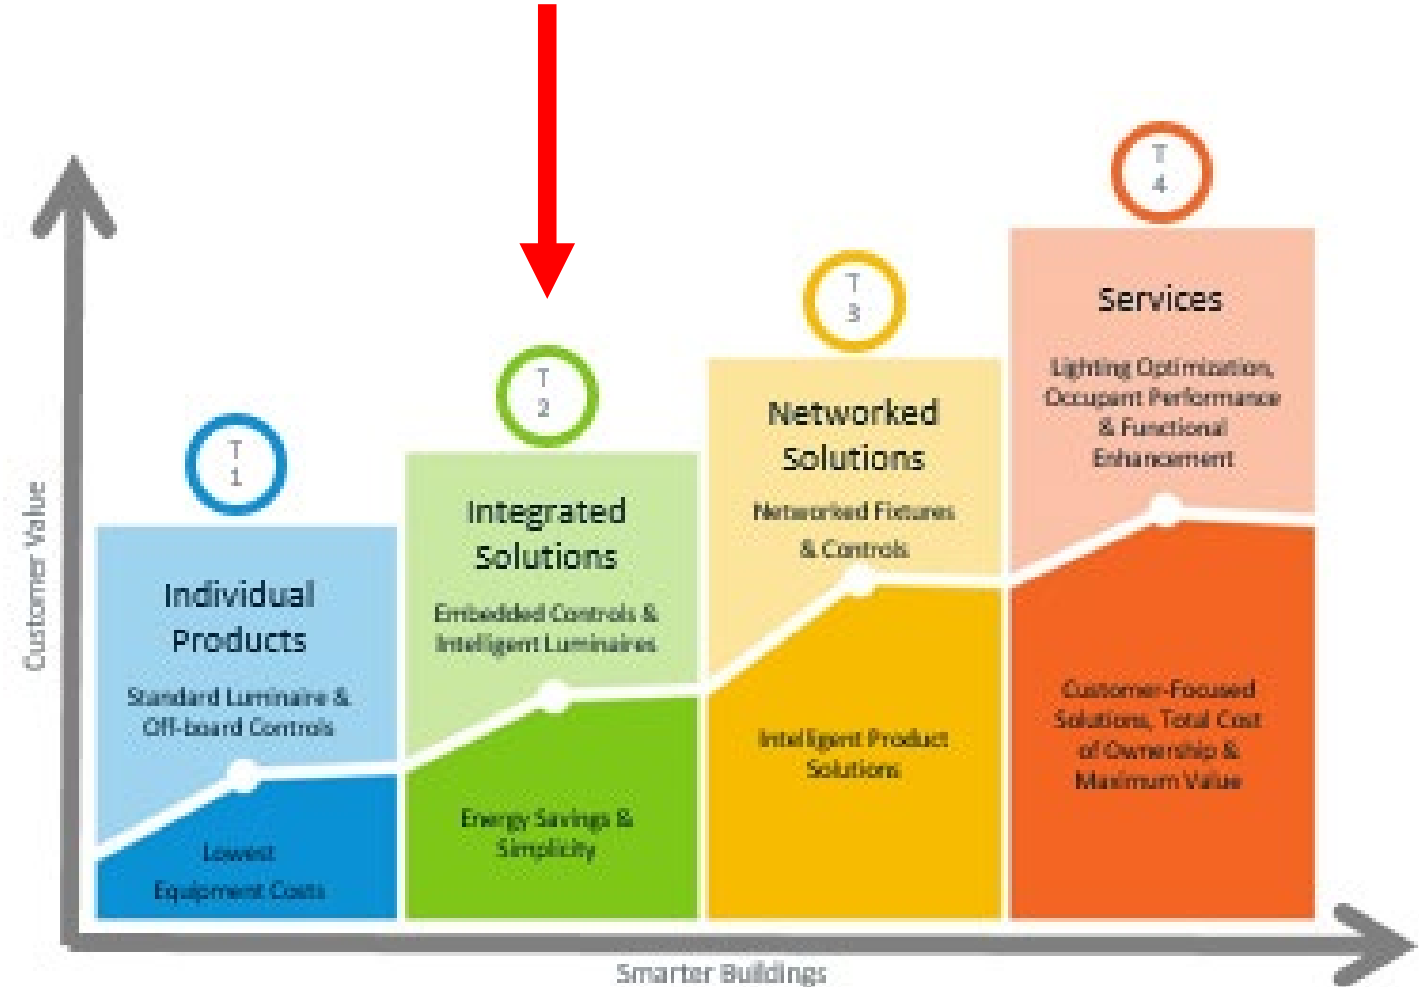 T
4
Services
Lighting Optimization,
Occupant Performance
& Functional
Enhancement
Customer-Focused
Solutions, Total Cost
of Ownership &
Maximum Value
T
3
Networked
Solutions
Networked Fixtures
& Controls
Intelligent Product
Solutions
T
2
Integrated
Solutions
Embedded Controls &
Intelligent Luminaires
Energy Savings &
Simplicity
T
1
Individual
Products
Standard Luminaire &
Off-board Controls
Lowest
Equipment Costs
Customer Value
Smarter Buildings